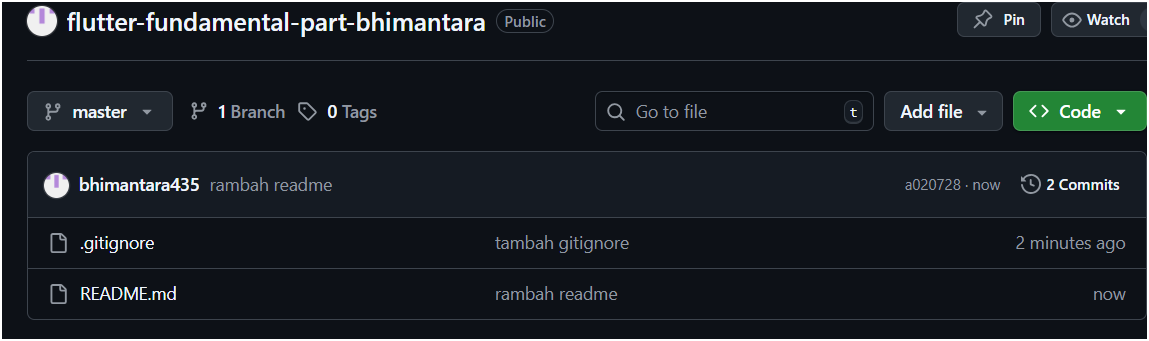 flutter-fundamental-part-bhimantara Public Pin Watch
master 1 Branch 0 Tags Go to file t Add file <> Code
bhimantara435 rambah readme a020728 · now 2 Commits
.gitignore tambah gitignore 2 minutes ago
README.md rambah readme now